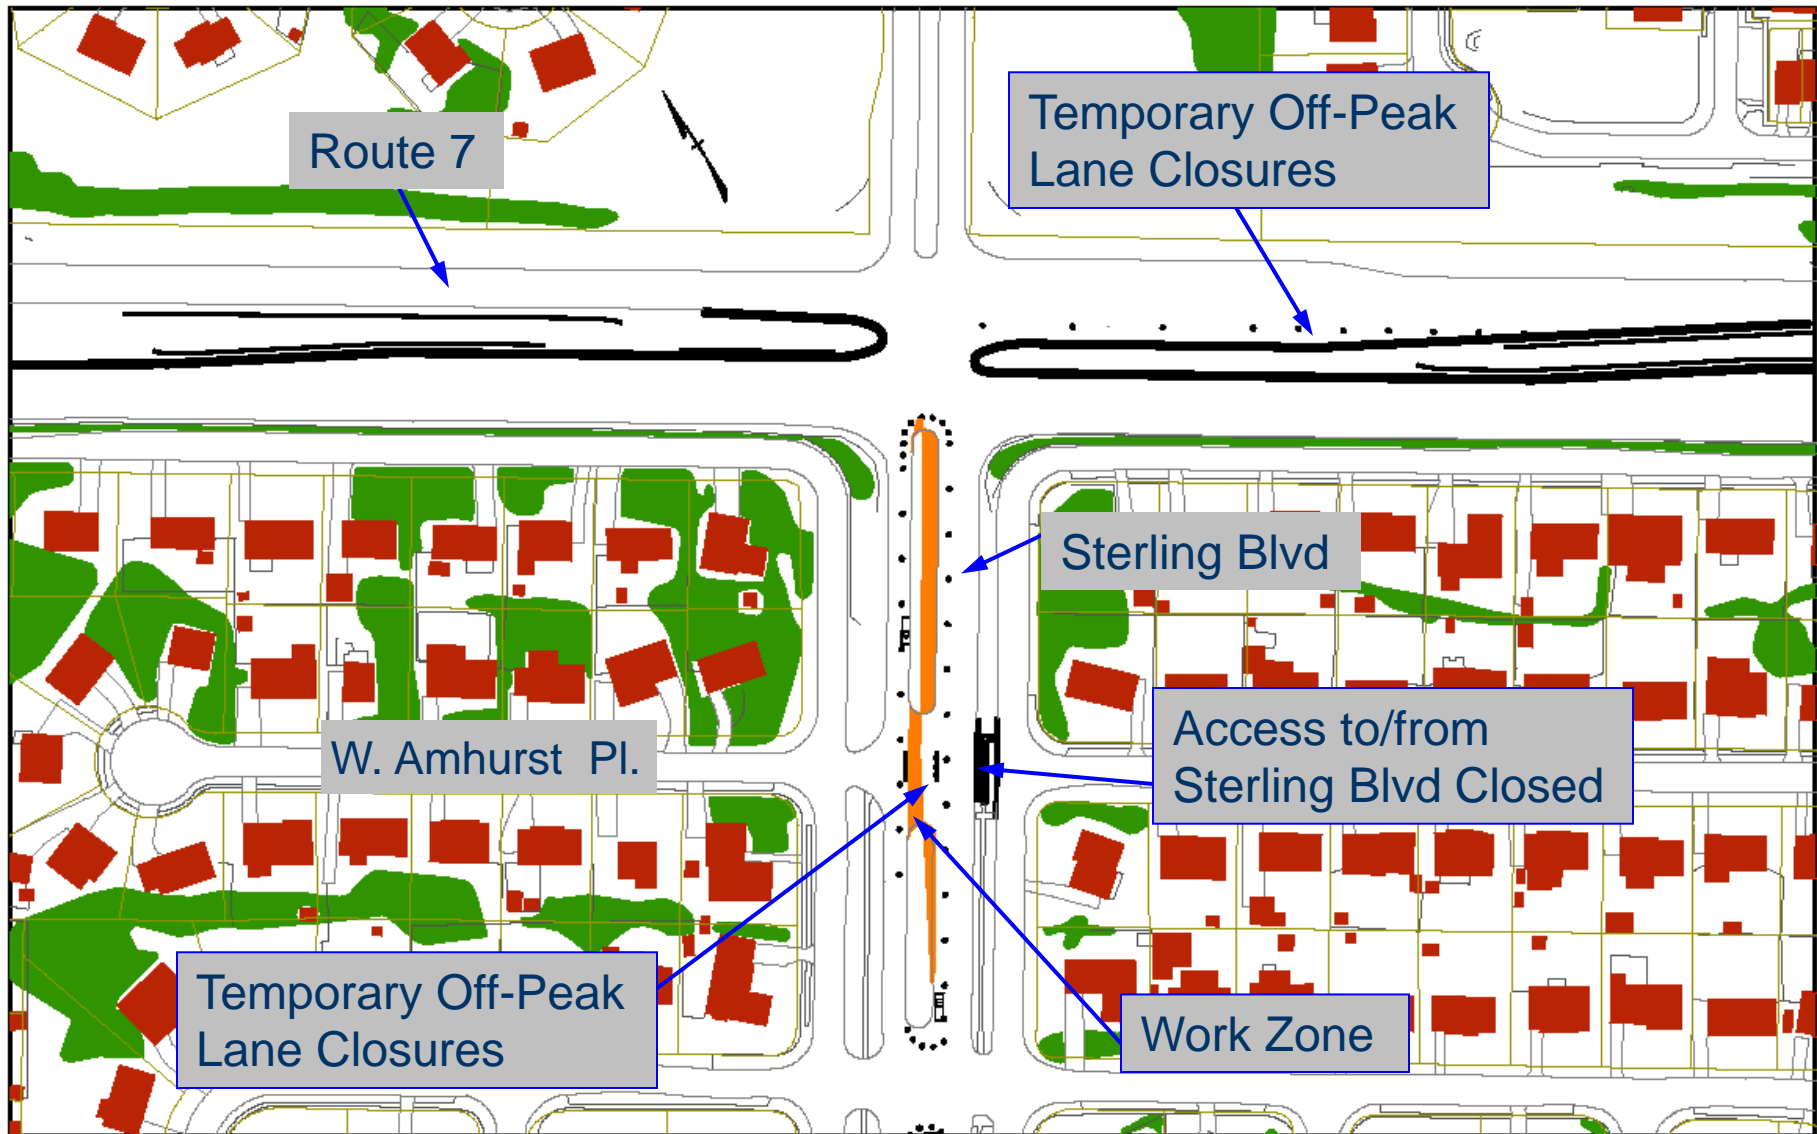 Route 7
Temporary Off-Peak
Lane Closures
Sterling Blvd
W. Amhurst Pl.
Access to/from
Sterling Blvd Closed
Temporary Off-Peak
Lane Closures
Work Zone